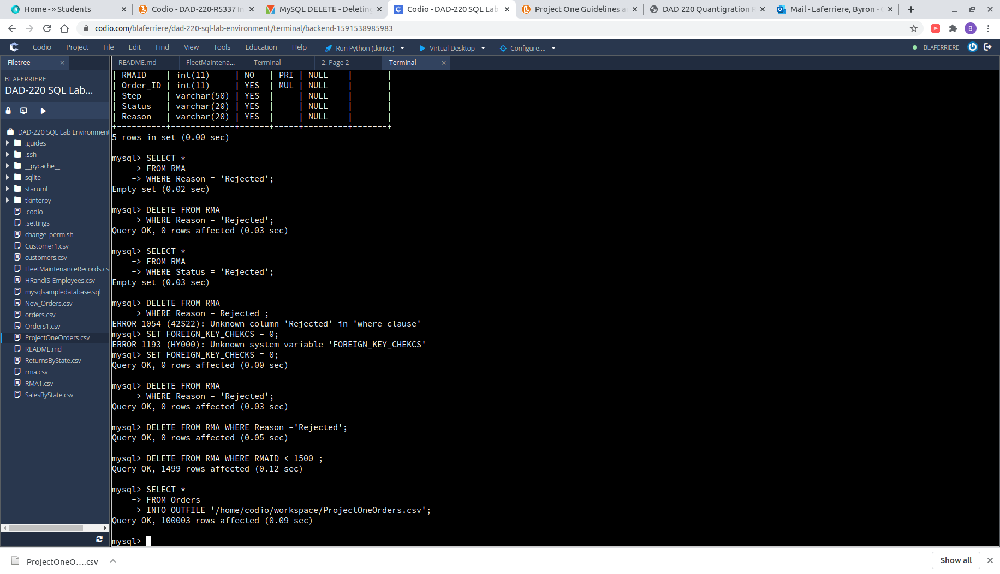 Home - » Students
Codio - DAD-220-R5337 In
MySQL DELETE - Deleting
Codio - DAD-220 SQL Lab
Project One Guidelines a
DAD 220 Quantigration R
Mail - Laferriere, Byron -
codio.com/blaferriere/dad-220-sql-lab-environment/terminal/backend-1591538985983
B
Codio Project File Edit Find View Tools Education Help Run Python (tkinter) Virtual Desktop Configure.... BLAFERRIERE
Filetree
README.md FleetMaintena... Terminal 2. Page 2 Terminal
BLAFERRIERE
DAD-220 SQL Lab...
DAD-220 SQL Lab Environment
.guides
.ssh
__pycache__
sqlite
staruml
tkinterpy
.codio
.settings
change_perm.sh
Customer1.csv
customers.csv
FleetMaintenanceRecords.cs
HRandIS-Employees.csv
mysqlsampledatabase.sql
New_Orders.csv
orders.csv
Orders1.csv
ProjectOneOrders.csv
README.md
ReturnsByState.csv
rma.csv
RMA1.csv
SalesByState.csv
| RMAID    | int(11)     | NO   | PRI | NULL    |       |
| Order_ID | int(11)     | YES  | MUL | NULL    |       |
| Step     | varchar(50) | YES  |     | NULL    |       |
| Status   | varchar(20) | YES  |     | NULL    |       |
| Reason   | varchar(20) | YES  |     | NULL    |       |
+----------+-------------+------+-----+---------+-------+
5 rows in set (0.00 sec)
mysql> SELECT *
    -> FROM RMA
    -> WHERE Reason = 'Rejected';
Empty set (0.02 sec)
mysql> DELETE FROM RMA
    -> WHERE Reason = 'Rejected';
Query OK, 0 rows affected (0.03 sec)
mysql> SELECT *
    -> FROM RMA
    -> WHERE Status = 'Rejected';
Empty set (0.03 sec)
mysql> DELETE FROM RMA
    -> WHERE Reason = Rejected ;
ERROR 1054 (42S22): Unknown column 'Rejected' in 'where clause'
mysql> SET FOREIGN_KEY_CHEKCS = 0;
ERROR 1193 (HY000): Unknown system variable 'FOREIGN_KEY_CHEKCS'
mysql> SET FOREIGN_KEY_CHECKS = 0;
Query OK, 0 rows affected (0.00 sec)
mysql> DELETE FROM RMA
    -> WHERE Reason = 'Rejected';
Query OK, 0 rows affected (0.03 sec)
mysql> DELETE FROM RMA WHERE Reason ='Rejected';
Query OK, 0 rows affected (0.05 sec)
mysql> DELETE FROM RMA WHERE RMAID < 1500 ;
Query OK, 1499 rows affected (0.12 sec)
mysql> SELECT *
    -> FROM Orders
    -> INTO OUTFILE '/home/codio/workspace/ProjectOneOrders.csv';
Query OK, 100003 rows affected (0.09 sec)
mysql>
ProjectOneO....csv
Show all